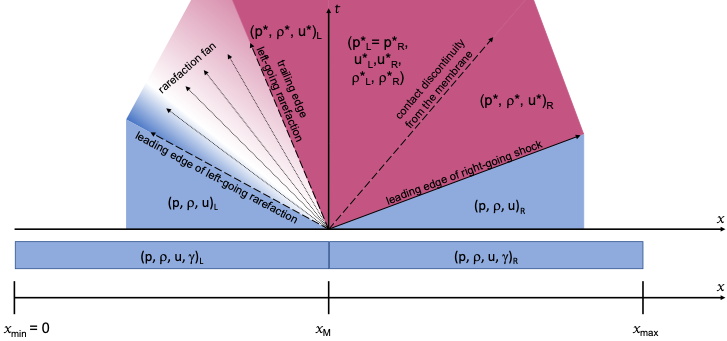 t
(p*, ρ*, u*)L
(p*L= p*R,
u*L,u*R,
ρ*L, ρ*R)
rarefaction fan
trailing edge
left-going rarefaction
contact discontinuity
from the membrane
(p*, ρ*, u*)R
leading edge of left-going rarefaction
leading edge of right-going shock
(p, ρ, u)L
(p, ρ, u)R
x
(p, ρ, u, γ)L
(p, ρ, u, γ)R
x
xmin = 0
xM
xmax